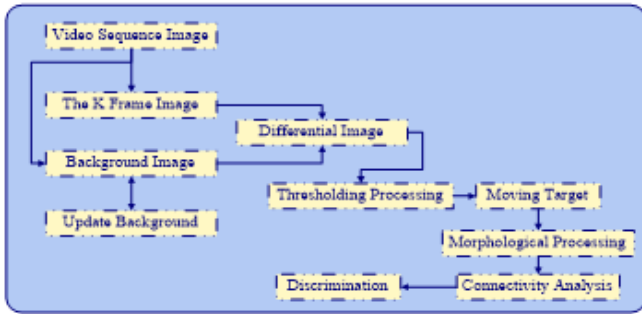 Video Sequence Image
The K Frame Image
Differential Image
Background Image
Thresholding Processing
Moving Target
Update Background
Morphological Processing
Discrimination
Connectivity Analysis